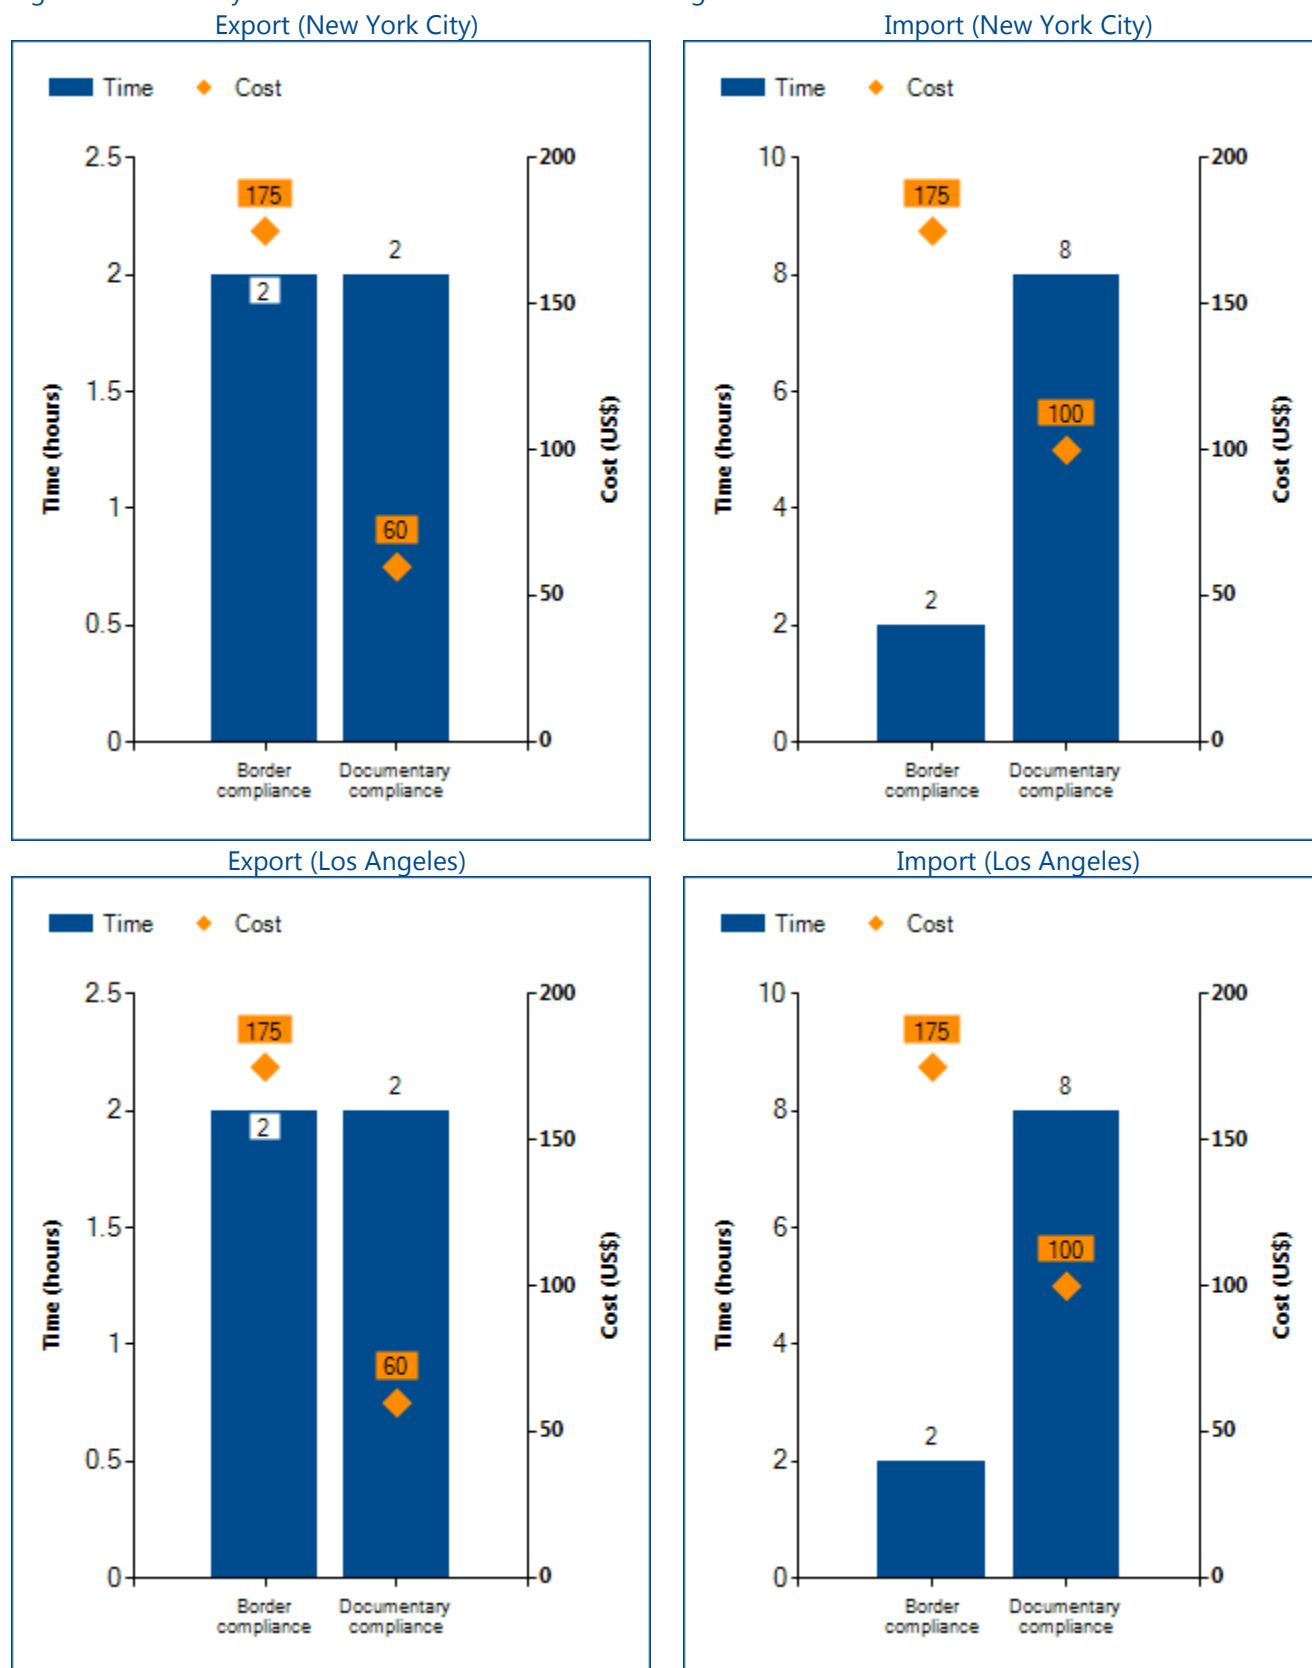 Export (New York City)
Time Cost
2.5
2
1.5
1
0.5
0
Time (hours)
200
150
100
50
0
Cost (US$)
175
2
2
60
Border
compliance
Documentary
compliance
Import (New York City)
Time Cost
10
8
6
4
2
0
Time (hours)
200
150
100
50
0
Cost (US$)
175
8
100
2
Border
compliance
Documentary
compliance
Export (Los Angeles)
Time Cost
2.5
2
1.5
1
0.5
0
Time (hours)
200
150
100
50
0
Cost (US$)
175
2
2
60
Border
compliance
Documentary
compliance
Import (Los Angeles)
Time Cost
10
8
6
4
2
0
Time (hours)
200
150
100
50
0
Cost (US$)
175
8
100
2
Border
compliance
Documentary
compliance